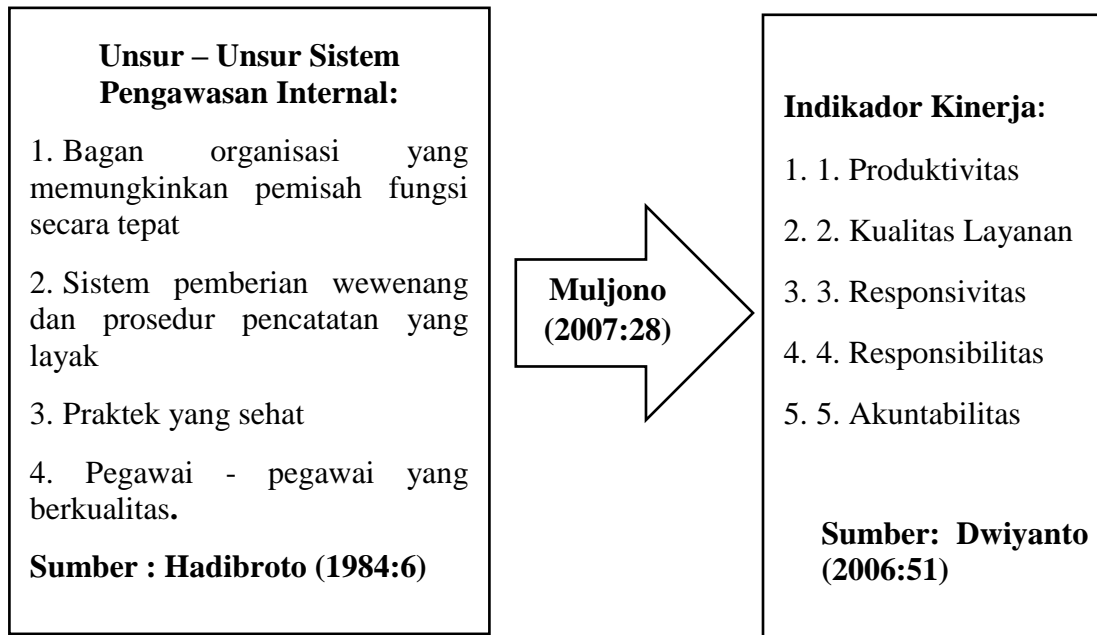 Unsur – Unsur Sistem
Pengawasan Internal:
1. Bagan organisasi yang
memungkinkan pemisah fungsi
secara tepat
2. Sistem pemberian wewenang
dan prosedur pencatatan yang
layak
3. Praktek yang sehat
4. Pegawai - pegawai yang
berkualitas.
Sumber : Hadibroto (1984:6)
Muljono
(2007:28)
Indikador Kinerja:
1. 1. Produktivitas
2. 2. Kualitas Layanan
3. 3. Responsivitas
4. 4. Responsibilitas
5. 5. Akuntabilitas
Sumber: Dwiyanto
(2006:51)